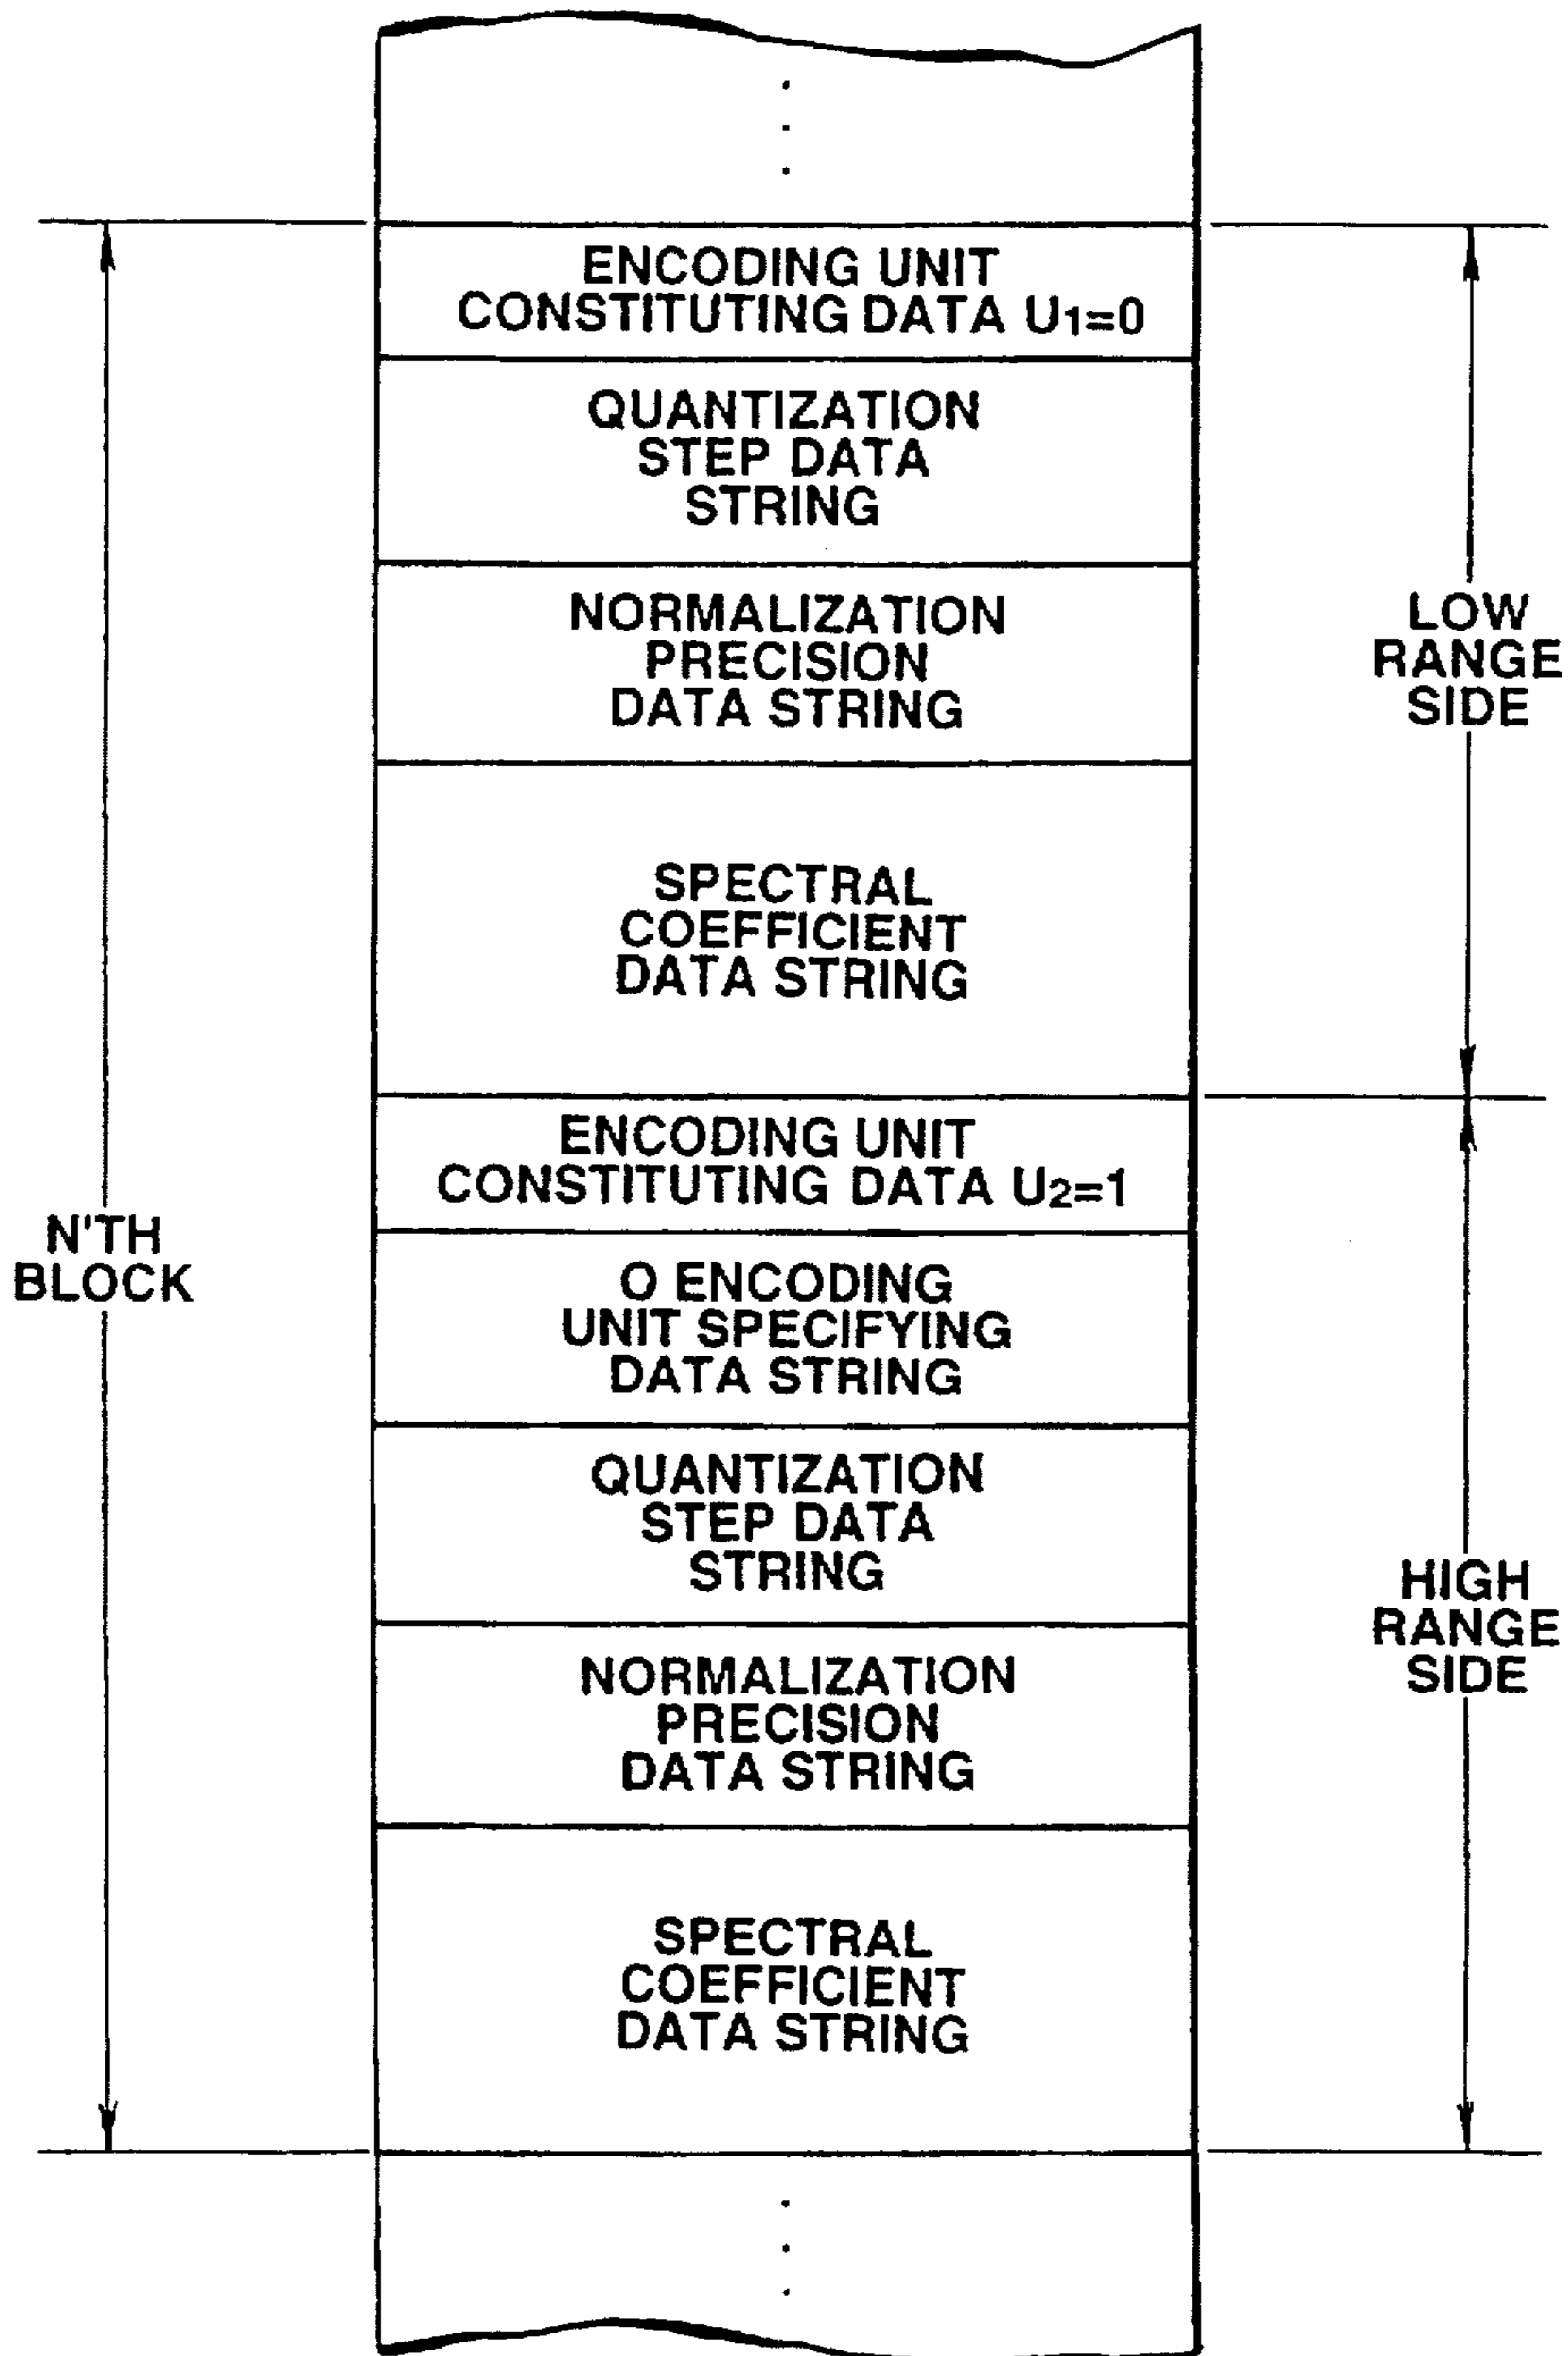 ENCODING UNIT
CONSTITUTING DATA U1=0
QUANTIZATION
STEP DATA
STRING
NORMALIZATION
PRECISION
DATA STRING
SPECTRAL
COEFFICIENT
DATA STRING
LOW
RANGE
SIDE
ENCODING UNIT
CONSTITUTING DATA U2=1
N'TH
BLOCK
O ENCODING
UNIT SPECIFYING
DATA STRING
QUANTIZATION
STEP DATA
STRING
NORMALIZATION
PRECISION
DATA STRING
HIGH
RANGE
SIDE
SPECTRAL
COEFFICIENT
DATA STRING